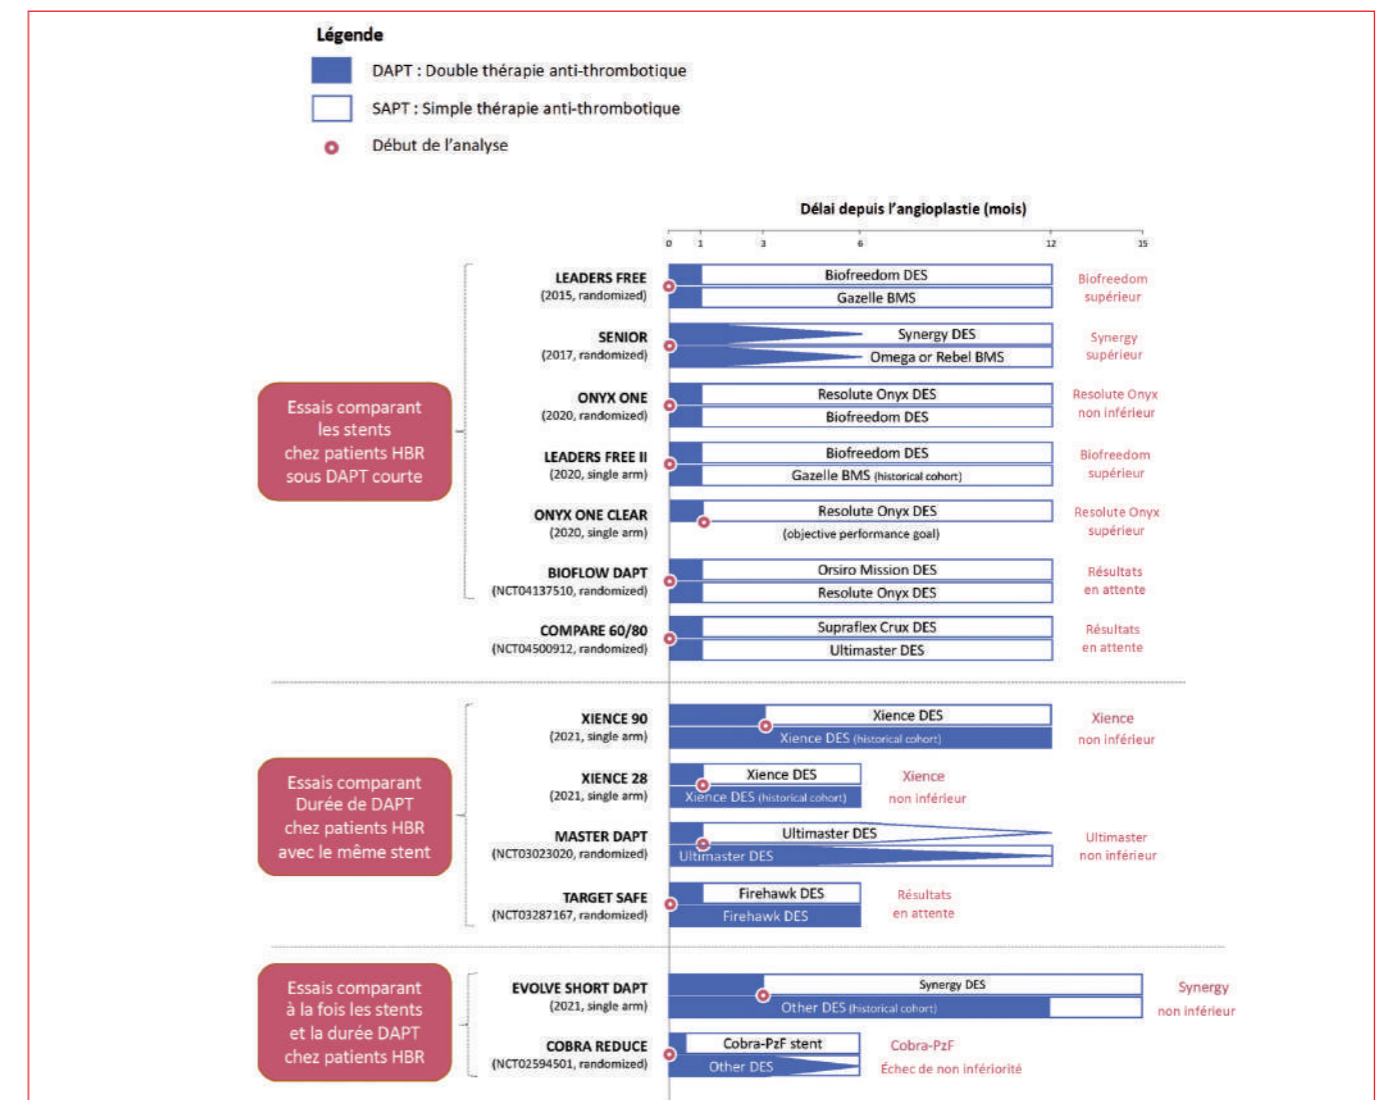 Légende
DAPT : Double thérapie anti-thrombotique
SAPT : Simple thérapie anti-thrombotique
Début de l'analyse
Délai depuis l'angioplastie (mois)
0 1 3 6 12 15
Essais comparant
les stents
chez patients HBR
sous DAPT courte
LEADERS FREE
(2015, randomized)
Biofreedom DES
Gazelle BMS
Biofreedom
supérieur
SENIOR
(2017, randomized)
Synergy DES
Omega or Rebel BMS
Synergy
supérieur
ONYX ONE
(2020, randomized)
Resolute Onyx DES
Biofreedom DES
Resolute Onyx
non inférieur
LEADERS FREE II
(2020, single arm)
Biofreedom DES
Gazelle BMS (historical cohort)
Biofreedom
supérieur
ONYX ONE CLEAR
(2020, single arm)
Resolute Onyx DES
(objective performance goal)
Resolute Onyx
supérieur
BIOFLOW DAPT
(NCT04137510, randomized)
Orsiro Mission DES
Resolute Onyx DES
Résultats
en attente
COMPARE 60/80
(NCT04500912, randomized)
Supraflex Crux DES
Ultimaster DES
Résultats
en attente
Essais comparant
Durée de DAPT
chez patients HBR
avec le même stent
XIENCE 90
(2021, single arm)
Xience DES
Xience DES (historical cohort)
Xience
non inférieur
XIENCE 28
(2021, single arm)
Xience DES
Xience DES (historical cohort)
Xience
non inférieur
MASTER DAPT
(NCT03023020, randomized)
Ultimaster DES
Ultimaster DES
Ultimaster
non inférieur
TARGET SAFE
(NCT03287167, randomized)
Firehawk DES
Firehawk DES
Résultats
en attente
Essais comparant
à la fois les stents
et la durée DAPT
chez patients HBR
EVOLVE SHORT DAPT
(2021, single arm)
Synergy DES
Other DES (historical cohort)
Synergy
non inférieur
COBRA REDUCE
(NCT02594501, randomized)
Cobra-PzF stent
Other DES
Cobra-PzF
Échec de non infériorité